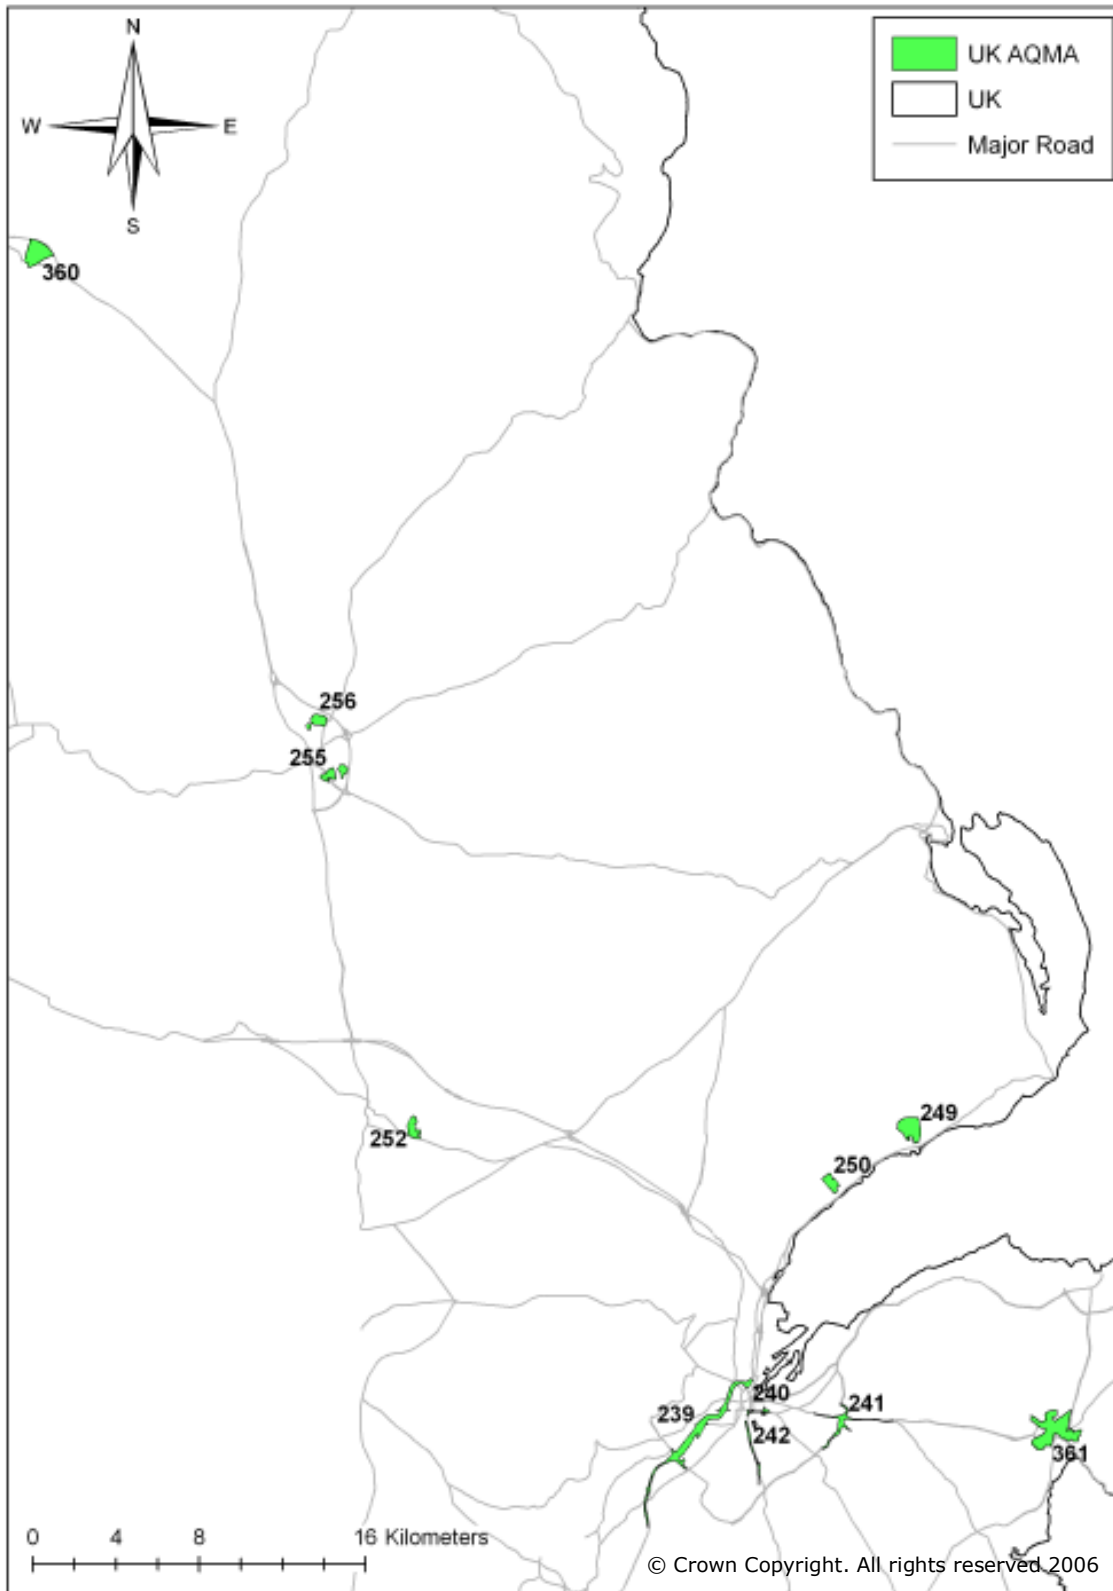 N
W E
S
UK AQMA
UK
Major Road
360
256
255
252
249
250
239
240
241
242
361
0 4 8 16 Kilometers
© Crown Copyright. All rights reserved 2006